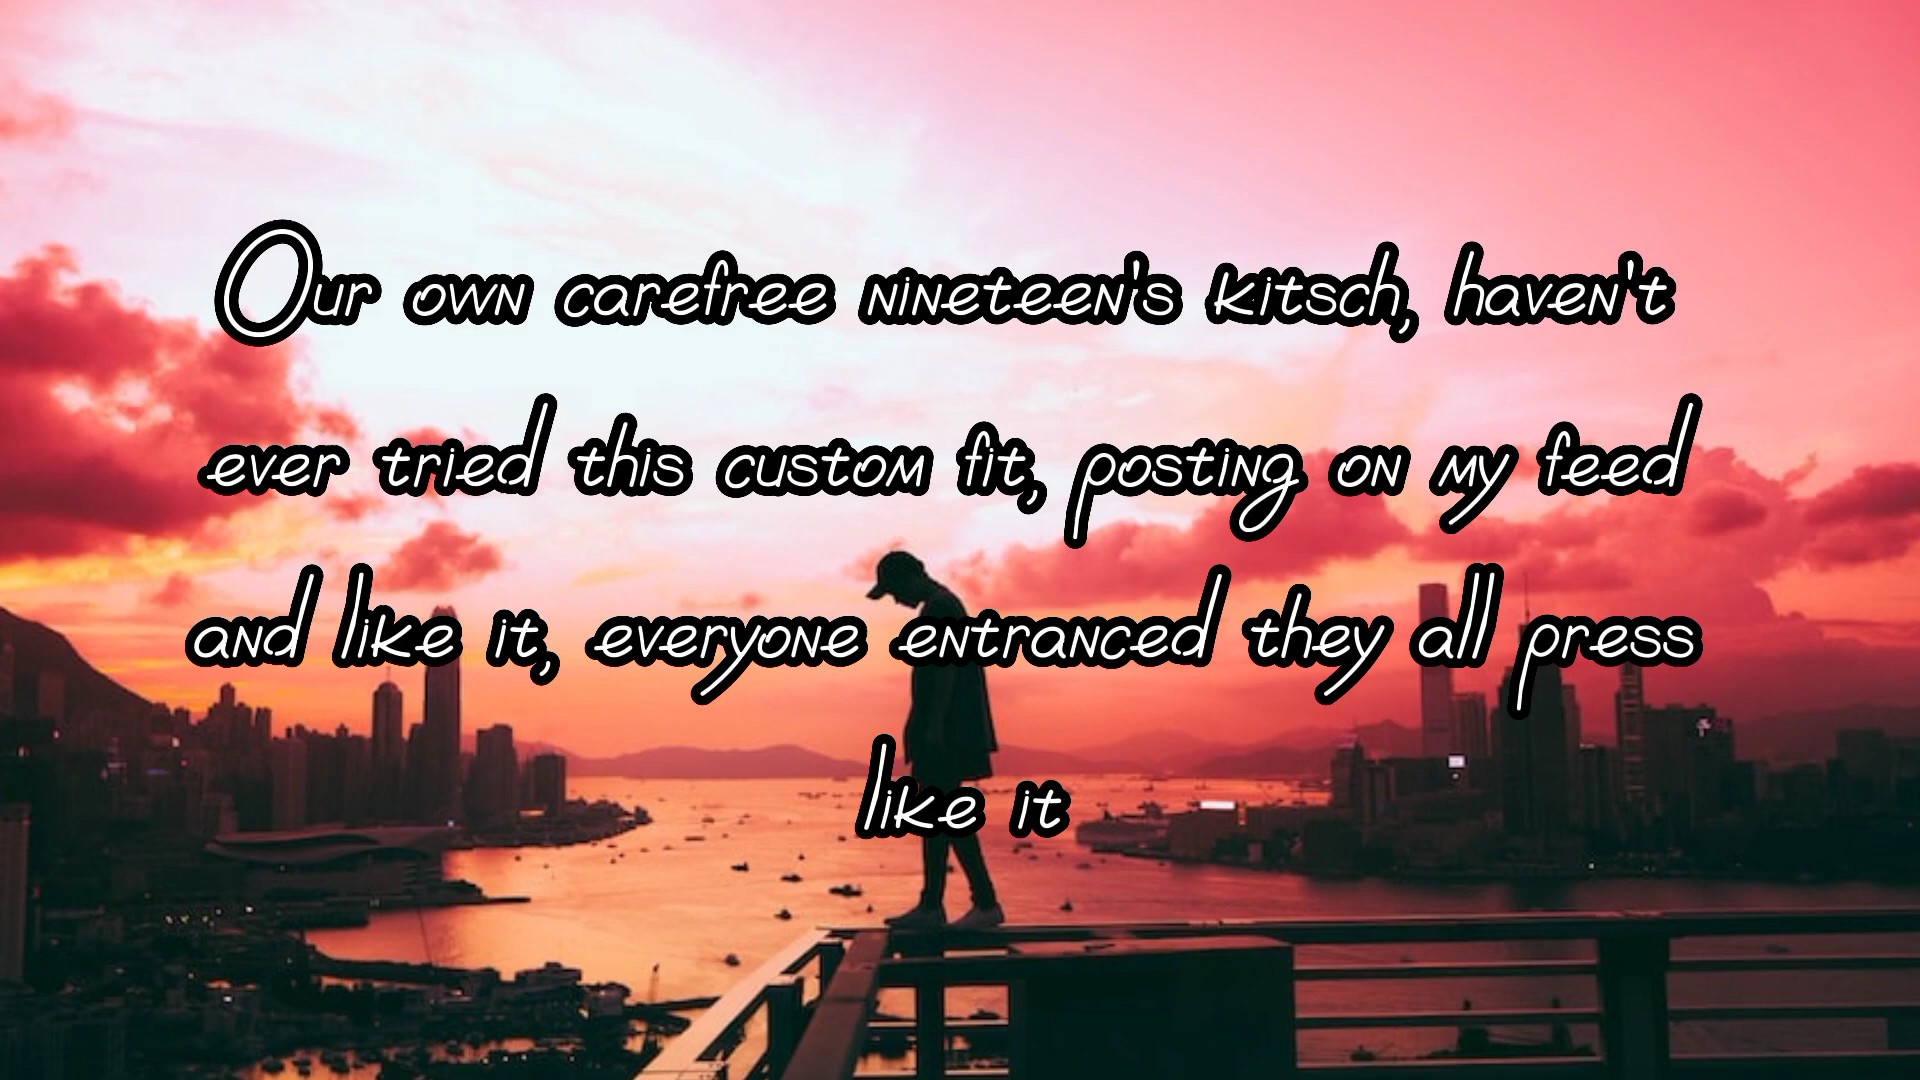 Our own carefree nineteen's kitsch, haven't
ever tried this custom fit, posting on my feed
and like it, everyone entranced they all press
like it